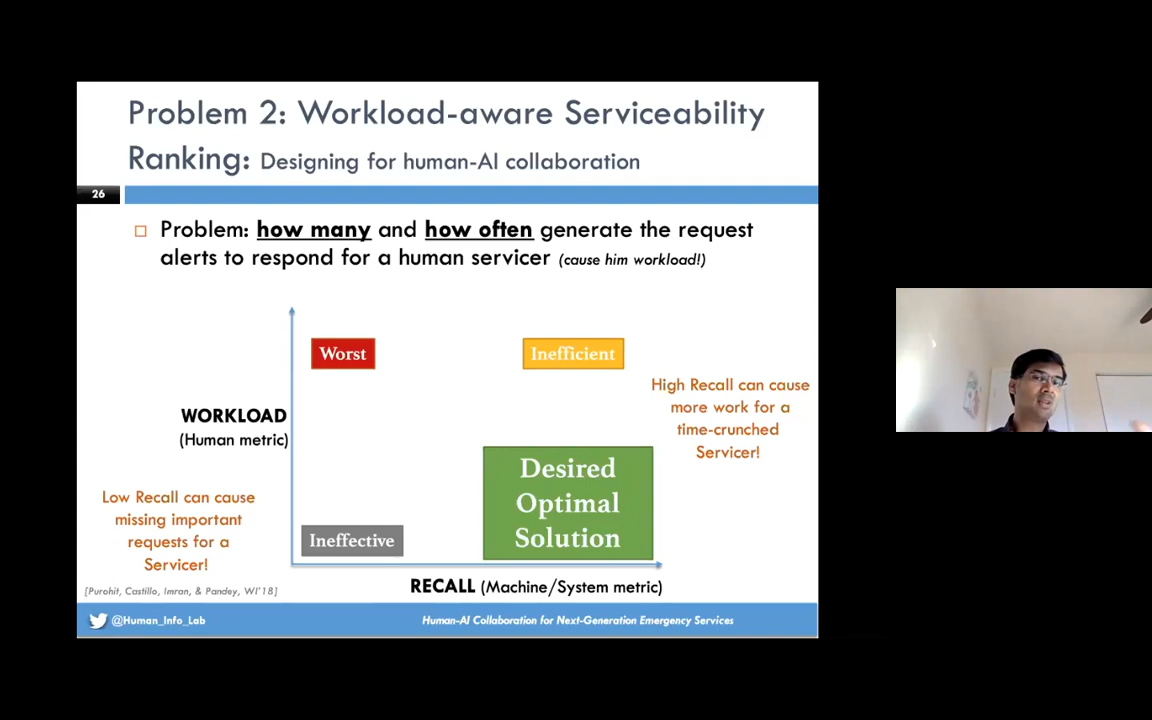 Problem 2: Workload-aware Serviceability
Ranking: Designing for human-AI collaboration
26
Problem: how many and how often generate the request
alerts to respond for a human servicer (cause him workload!)
Worst
Inefficient
High Recall can cause
more work for a
time-crunched
Servicer!
WORKLOAD
(Human metric)
Desired
Optimal
Solution
Low Recall can cause
missing important
requests for a
Servicer!
Ineffective
RECALL (Machine/System metric)
[Purohit, Castillo, Imran, & Pandey, WI'18]
@Human_Info_Lab
Human-AI Collaboration for Next-Generation Emergency Services